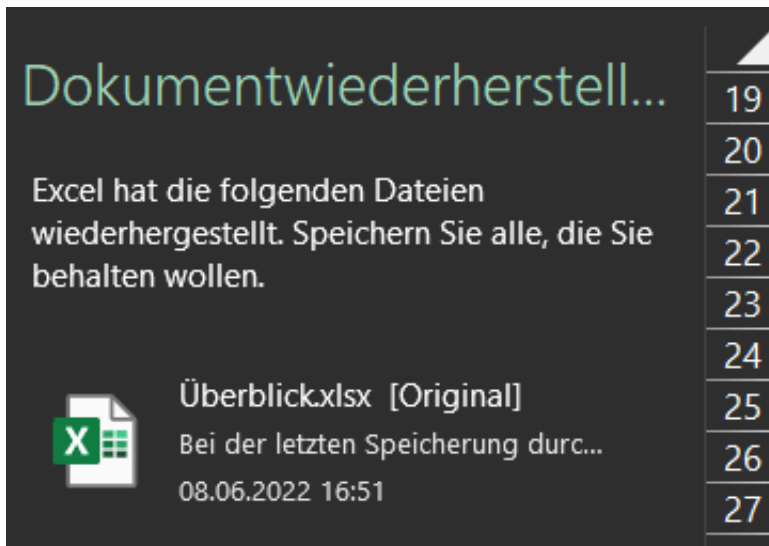 Dokumentwiederherstell...
Excel hat die folgenden Dateien
wiederhergestellt. Speichern Sie alle, die Sie
behalten wollen.
Überblick.xlsx [Original]
Bei der letzten Speicherung durc...
08.06.2022 16:51
X
19
20
21
22
23
24
25
26
27